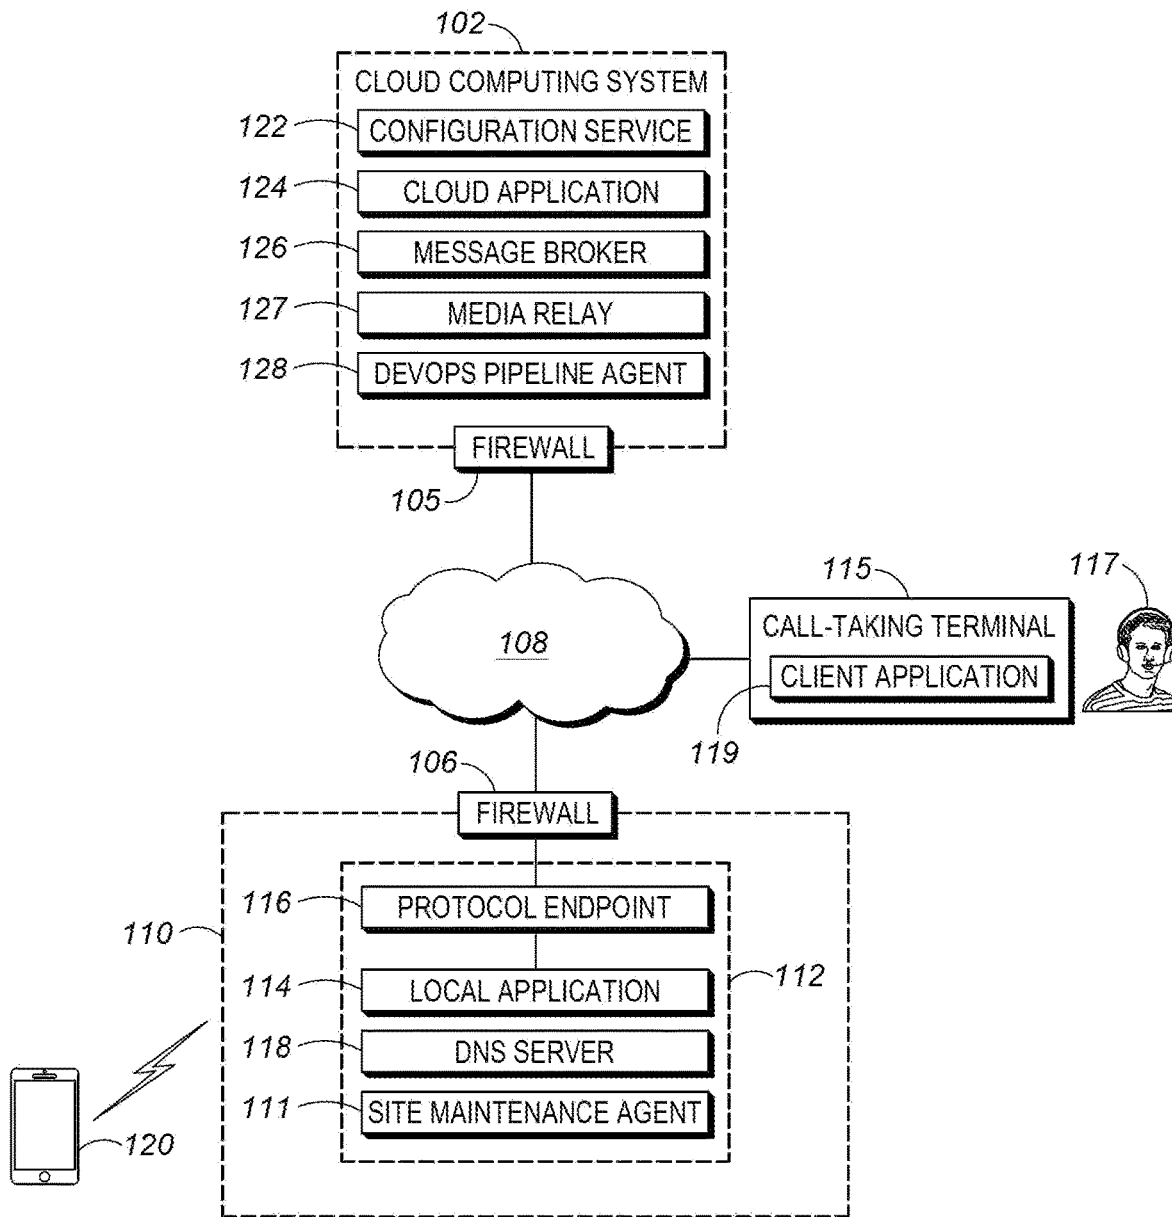 102
CLOUD COMPUTING SYSTEM
122 CONFIGURATION SERVICE
124 CLOUD APPLICATION
126 MESSAGE BROKER
127 MEDIA RELAY
128 DEVOPS PIPELINE AGENT
FIREWALL
105
108
115
117
CALL-TAKING TERMINAL
CLIENT APPLICATION
119
106
FIREWALL
116 PROTOCOL ENDPOINT
110
112
114 LOCAL APPLICATION
118 DNS SERVER
111 SITE MAINTENANCE AGENT
120